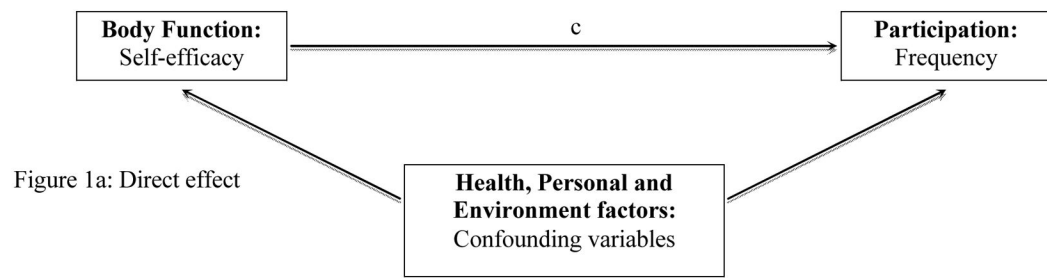 Body Function:
Self-efficacy
c
Participation:
Frequency
Figure 1a: Direct effect
Health, Personal and
Environment factors:
Confounding variables